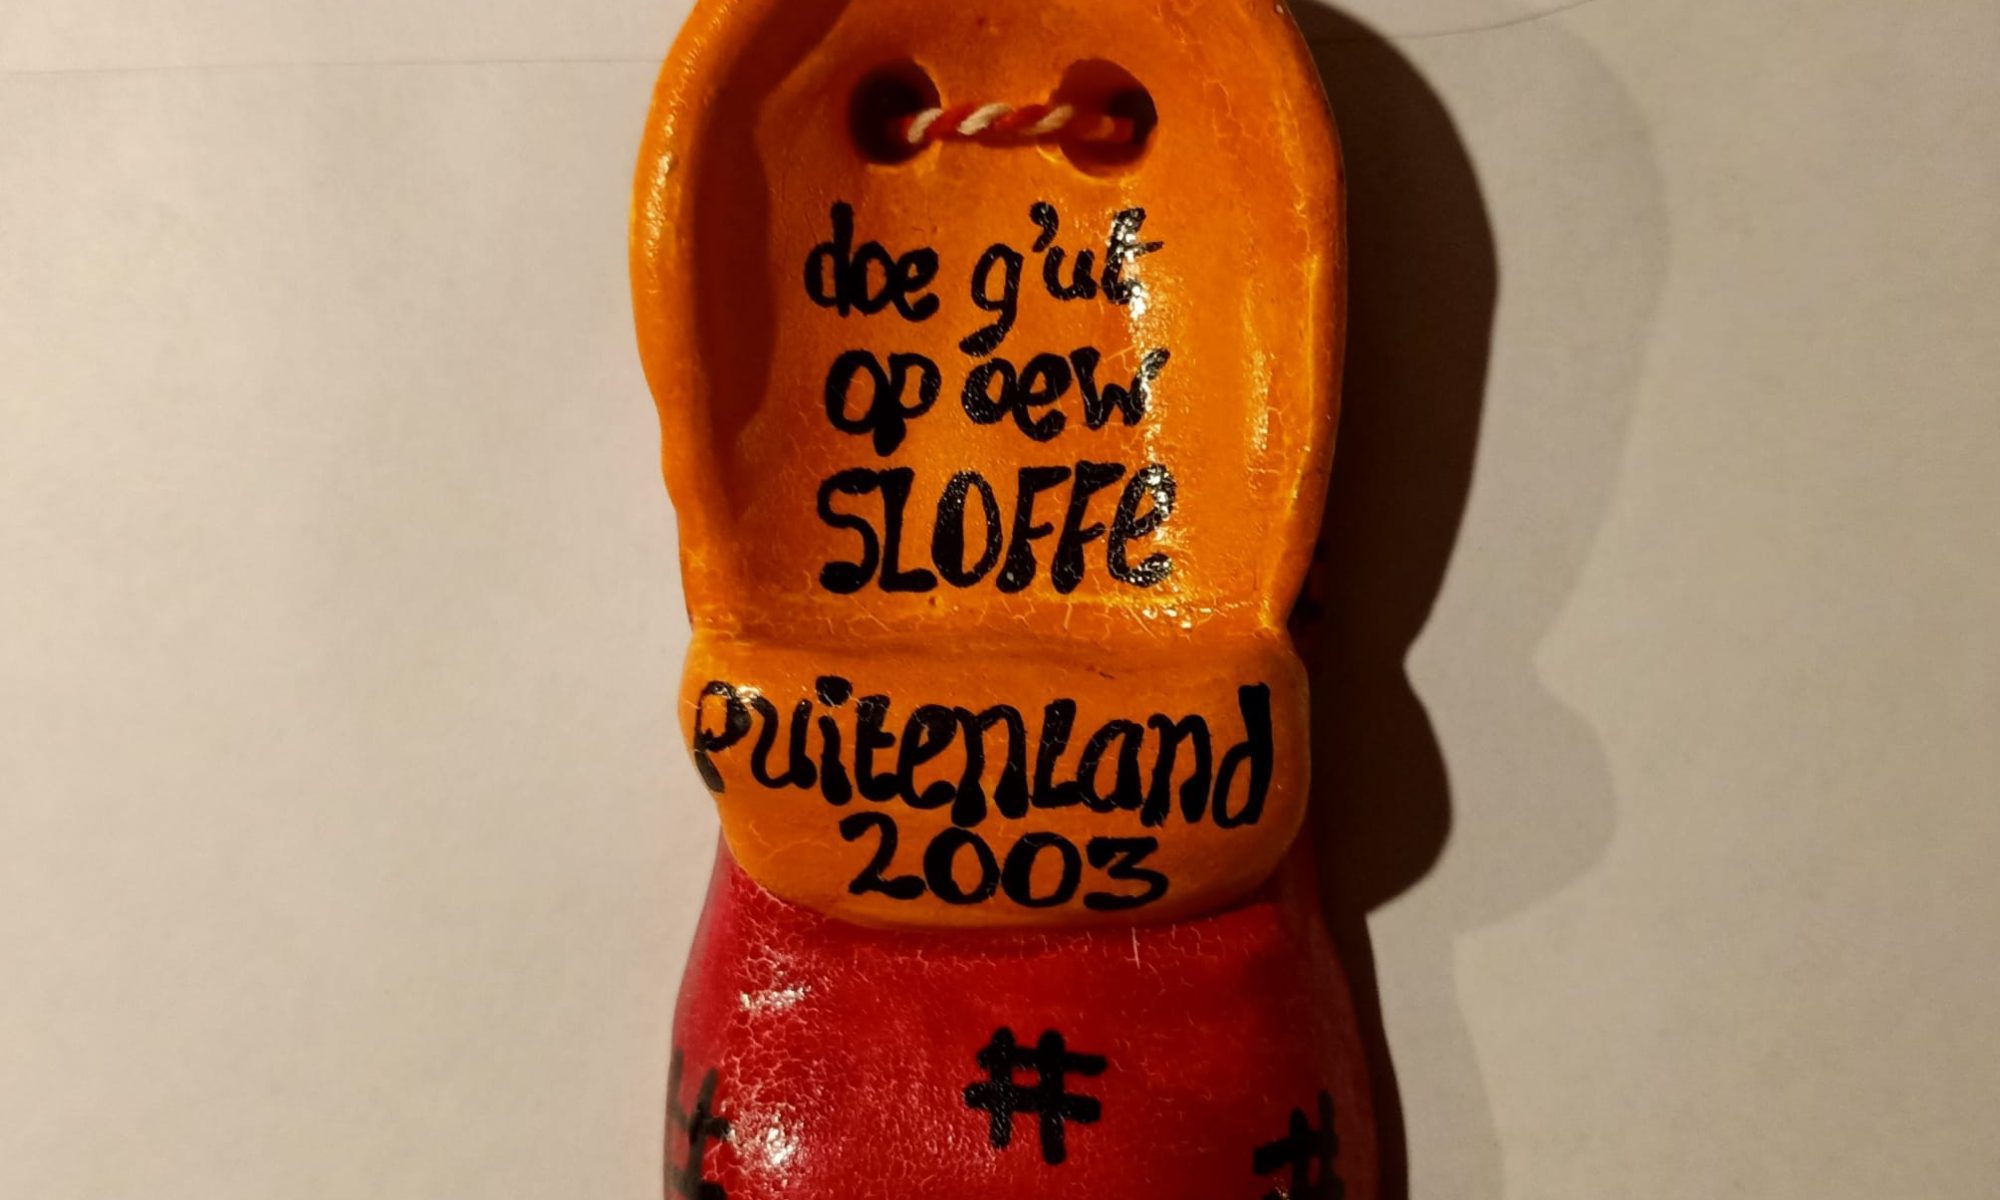 doe g'ut
op oew
SLOFFe
Puitenland
2003
#
# #